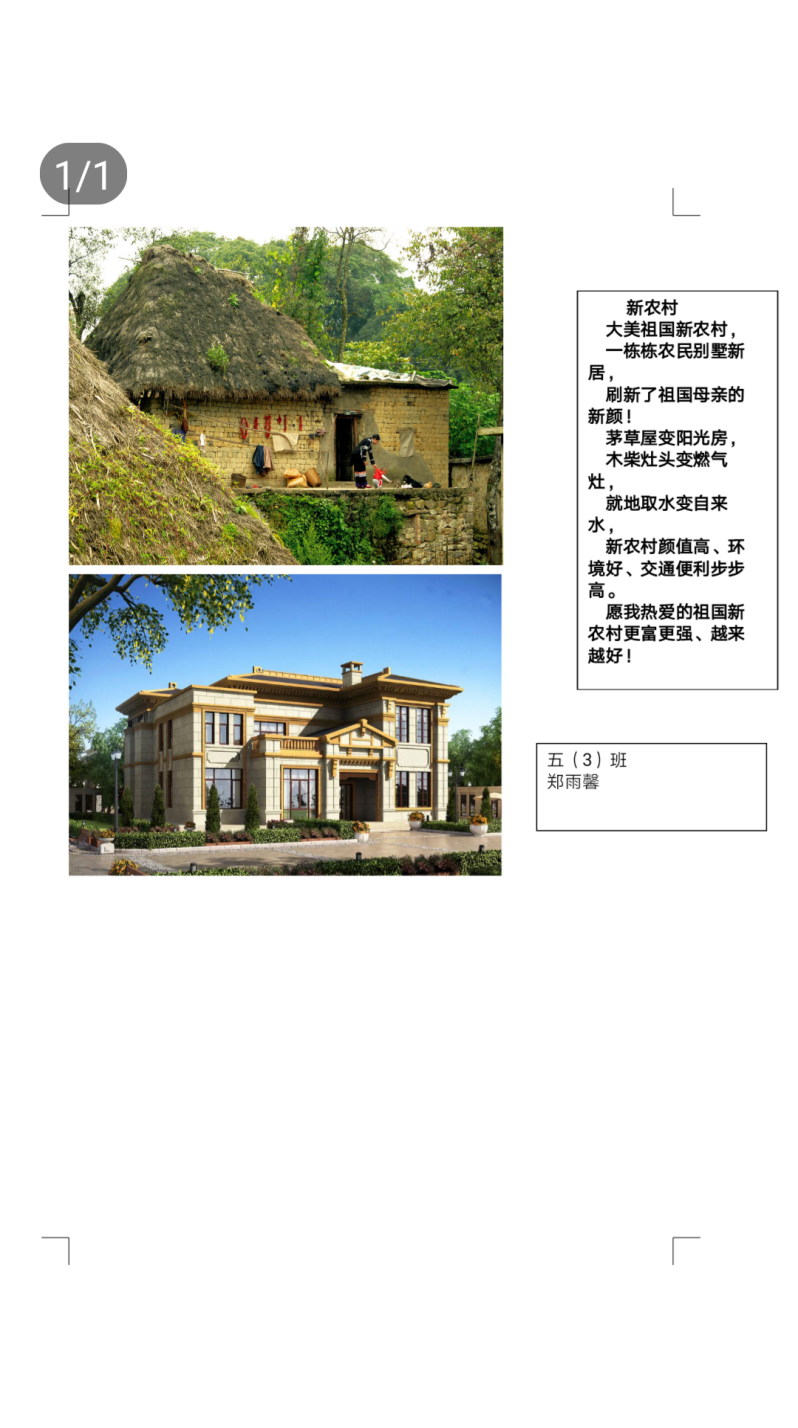 1/1
新农村
大美祖国新农村，
一栋栋农民别墅新
居，
刷新了祖国母亲的
新颜！
茅草屋变阳光房，
木柴灶头变燃气
灶，
就地取水变自来
水，
新农村颜值高、环
境好、交通便利步步
高。
愿我热爱的祖国新
农村更富更强、越来
越好！
五（3）班
郑雨馨